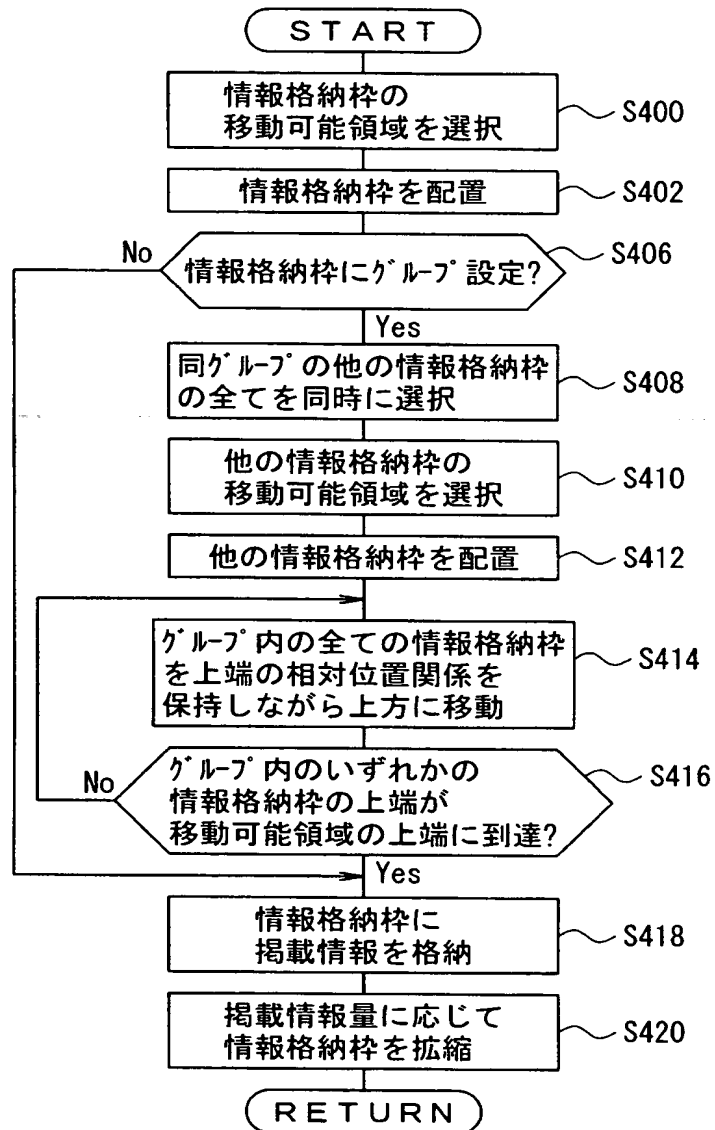 START
情報格納枠の
移動可能領域を選択
S400
情報格納枠を配置
S402
No
情報格納枠にグループ設定?
S406
Yes
同グループの他の情報格納枠
の全てを同時に選択
S408
他の情報格納枠の
移動可能領域を選択
S410
他の情報格納枠を配置
S412
グループ内の全ての情報格納枠
を上端の相対位置関係を
保持しながら上方に移動
S414
No
グループ内のいずれかの
情報格納枠の上端が
移動可能領域の上端に到達?
S416
Yes
情報格納枠に
掲載情報を格納
S418
掲載情報量に応じて
情報格納枠を拡縮
S420
RETURN